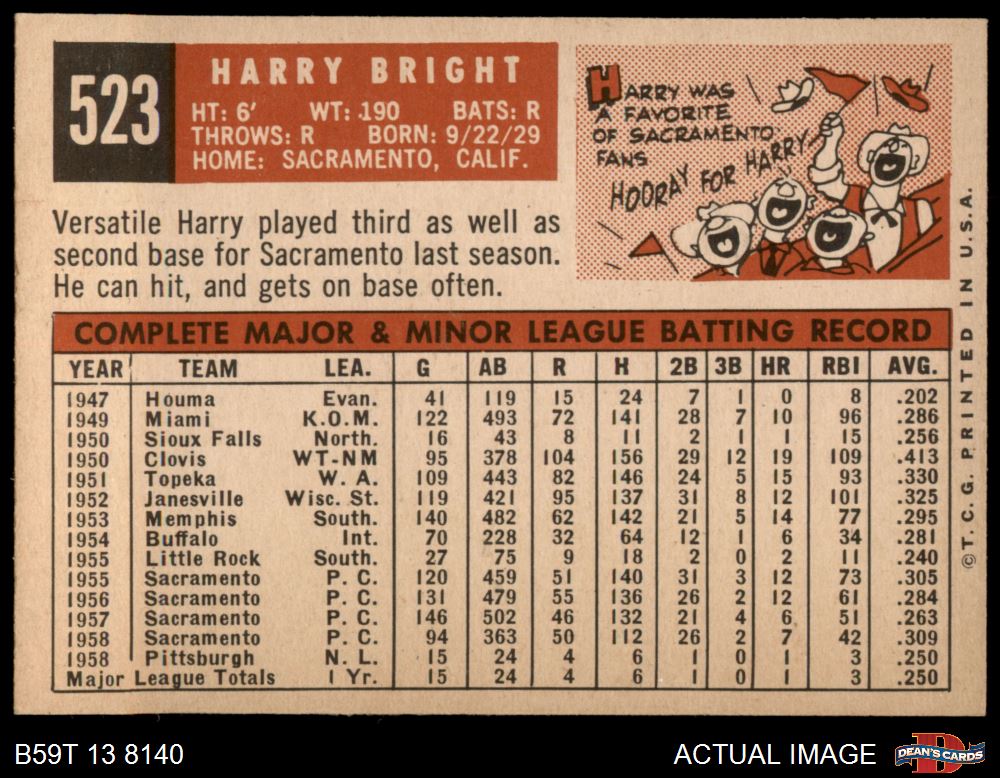 523
HARRY BRIGHT
HT: 6' WT: 190 BATS: R
THROWS: R BORN: 9/22/29
HOME: SACRAMENTO, CALIF.
HARRY WAS
A FAVORITE
OF SACRAMENTO
FANS
HOORAY FOR HARRY
Versatile Harry played third as well as
second base for Sacramento last season.
He can hit, and gets on base often.
COMPLETE MAJOR & MINOR LEAGUE BATTING RECORD
YEAR TEAM LEA. G AB R H 2B 3B HR RBI AVG.
1947 Houma Evan. 41 119 15 24 7 1 0 8 .202
1949 Miami K.O.M. 122 493 72 141 28 7 10 96 .286
1950 Sioux Falls North. 16 43 8 11 2 1 1 15 .256
1950 Clovis WT-NM 95 378 104 156 29 12 19 109 .413
1951 Topeka W. A. 109 443 82 146 24 5 15 93 .330
1952 Janesville Wisc. St. 119 421 95 137 31 8 12 101 .325
1953 Memphis South. 140 482 62 142 21 5 14 77 .295
1954 Buffalo Int. 70 228 32 64 12 1 6 34 .281
1955 Little Rock South. 27 75 9 18 2 0 2 11 .240
1955 Sacramento P. C. 120 459 51 140 31 3 12 73 .305
1956 Sacramento P. C. 131 479 55 136 26 2 12 61 .284
1957 Sacramento P. C. 146 502 46 132 21 4 6 51 .263
1958 Sacramento P. C. 94 363 50 112 26 2 7 42 .309
1958 Pittsburgh N. L. 15 24 4 6 1 0 1 3 .250
Major League Totals 1 Yr. 15 24 4 6 1 0 1 3 .250
© T. C. G. PRINTED IN U.S.A.
B59T 13 8140
ACTUAL IMAGE
DEAN'S CARDS